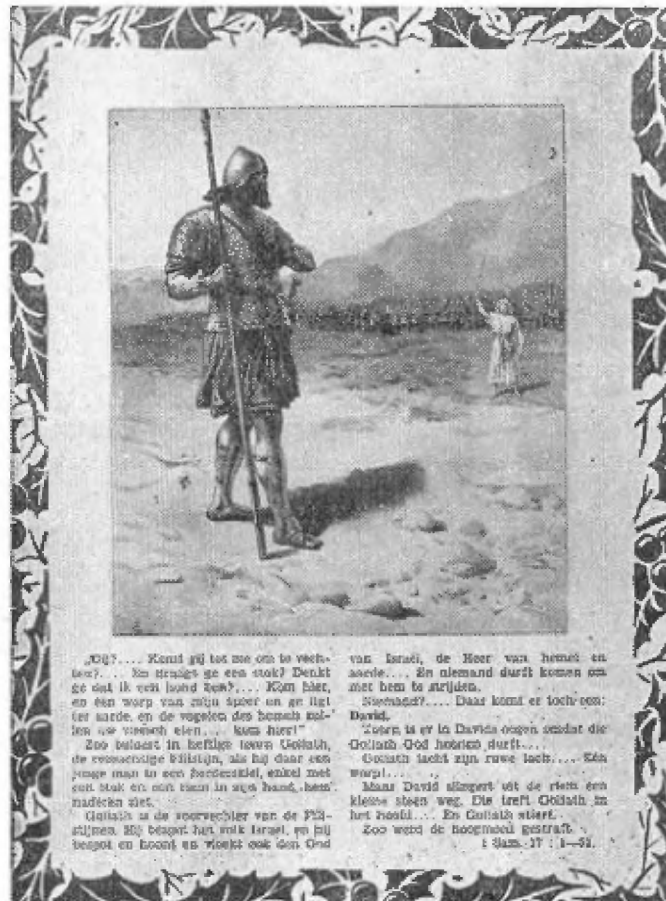 „Gij?.... Komt gij tot me om te vech-
ten?.... En draagt ge een stok? Denkt
ge dat ik een hond ben?.... Kom hier,
en één worp van mijn speer en ge ligt
ter aarde, en de vogelen des hemels zul-
len uw vleesch eten.... kom hier!"
Zoo buldert in heftige toorn Goliath,
de reusachtige Filistijn, als hij daar een
jonge man in een herderskiel, enkel met
een stok en een riem in zijn hand, hem
naderen ziet.
Goliath is de voorvechter van de Fili-
stijnen. Hij bespot het volk Israel, en hij
bespot en hoont en vloekt ook den God
van Israel, de Heer van hemel en
aarde.... En niemand durft komen om
met hem te strijden.
Niemand?.... Daar komt er toch een:
David.
Toorn is er in Davids oogen omdat die
Goliath God hoonen durft....
Goliath lacht zijn ruwe lach.... Eén
worp!....
Maar David slingert uit de riem een
kleine steen weg. Die treft Goliath in
het hoofd.... En Goliath sterft.
Zoo werd de hoogmoed gestraft.
1 Sam. 17 : 1—51.